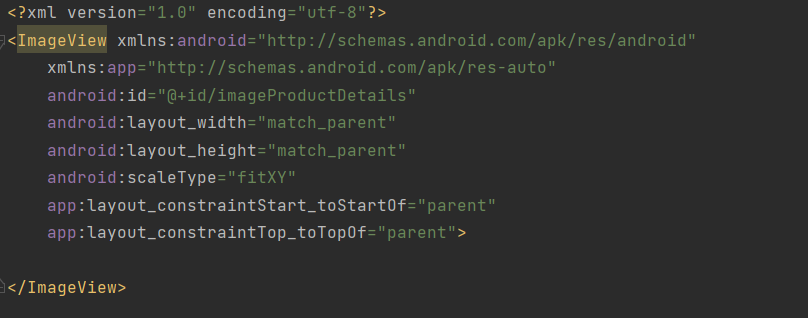 <?xml version="1.0" encoding="utf-8"?>
<ImageView xmlns:android="http://schemas.android.com/apk/res/android"
xmlns:app="http://schemas.android.com/apk/res-auto"
android:id="@+id/imageProductDetails"
android:layout_width="match_parent"
android:layout_height="match_parent"
android:scaleType="fitXY"
app:layout_constraintStart_toStartOf="parent"
app:layout_constraintTop_toTopOf="parent">
</ImageView>